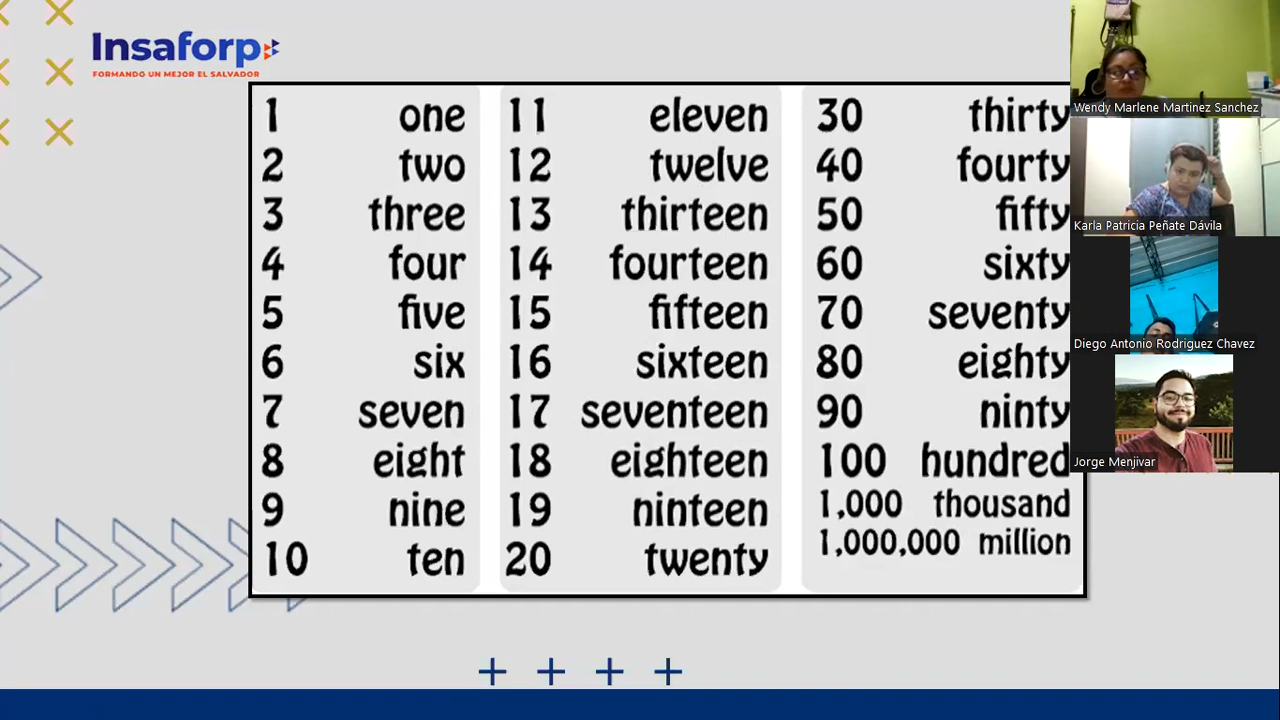 Insaforp
FORMANDO UN MEJOR EL SALVADOR
1 one
2 two
3 three
4 four
5 five
6 six
7 seven
8 eight
9 nine
10 ten
11 eleven
12 twelve
13 thirteen
14 fourteen
15 fifteen
16 sixteen
17 seventeen
18 eighteen
19 ninteen
20 twenty
30 thirty
40 fourty
50 fifty
60 sixty
70 seventy
80 eighty
90 ninty
100 hundred
1,000 thousand
1,000,000 million
Wendy Marlene Martinez Sanchez
Karla Patricia Peñate Dávila
Diego Antonio Rodriguez Chavez
Jorge Menjivar